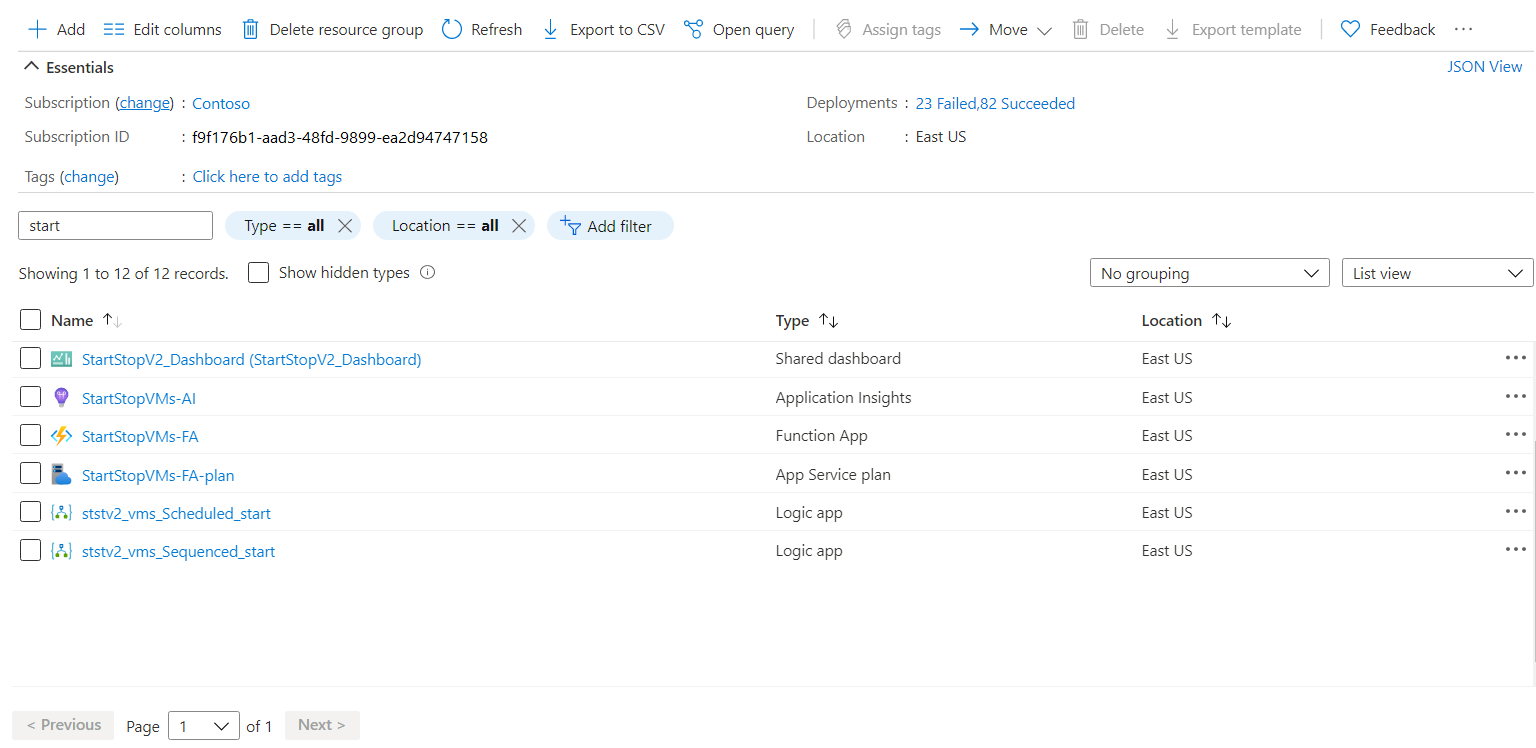 Add Edit columns Delete resource group Refresh Export to CSV Open query Assign tags Move Delete Export template Feedback ...
Essentials JSON View
Subscription (change) : Contoso Deployments : 23 Failed,82 Succeeded
Subscription ID : f9f176b1-aad3-48fd-9899-ea2d94747158 Location : East US
Tags (change) : Click here to add tags
start Type == all Location == all Add filter
Showing 1 to 12 of 12 records. Show hidden types No grouping List view
Name Type Location
StartStopV2_Dashboard (StartStopV2_Dashboard) Shared dashboard East US ...
StartStopVMs-AI Application Insights East US ...
StartStopVMs-FA Function App East US ...
StartStopVMs-FA-plan App Service plan East US ...
ststv2_vms_Scheduled_start Logic app East US ...
ststv2_vms_Sequenced_start Logic app East US ...
< Previous Page 1 of 1 Next >